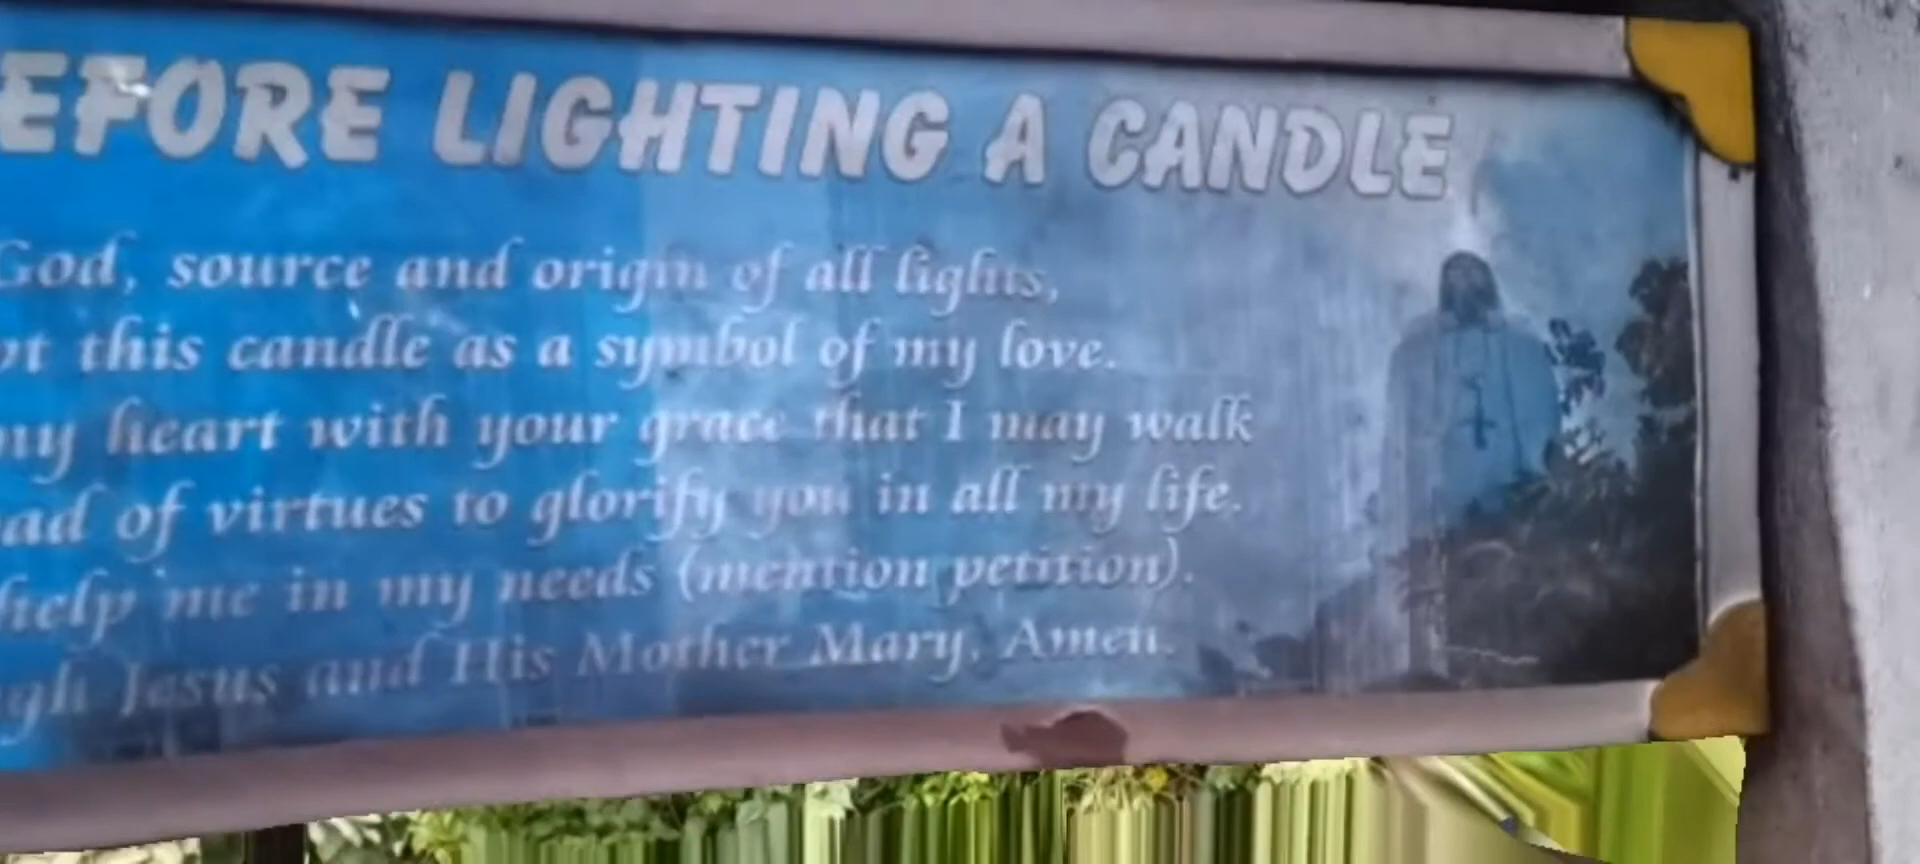 EFORE LIGHTING A CANDLE
God, source and origin of all lights,
pt this candle as a symbol of my love.
my heart with your grace that I may walk
ad of virtues to glorify you in all my life.
help me in my needs (mention petition).
ugh Jesus and His Mother Mary, Amen.